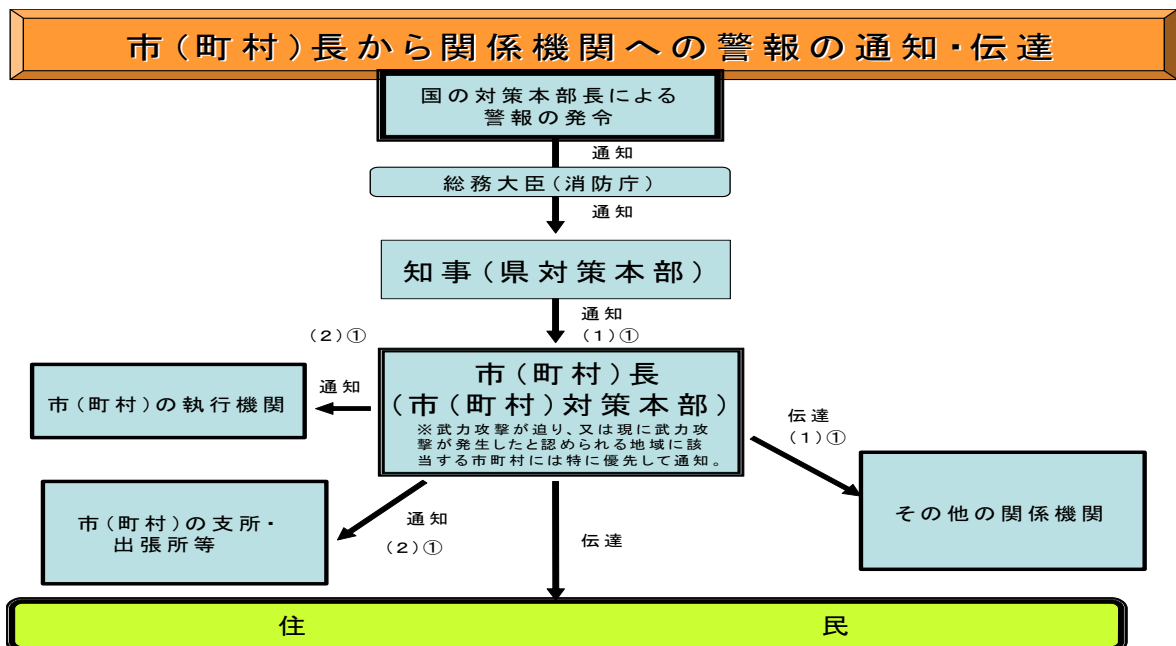 市(町村)長から関係機関への警報の通知・伝達
国の対策本部長による
警報の発令
通知
総務大臣(消防庁)
通知
知事(県対策本部)
通知
(1)①
(2)①
市(町村)長
(市(町村)対策本部)
※武力攻撃が迫り、又は現に武力攻
撃が発生したと認められる地域に該
当する市町村には特に優先して通知。
通知
市(町村)の執行機関
伝達
(1)①
その他の関係機関
市(町村)の支所・
出張所等
通知
(2)①
伝達
住民